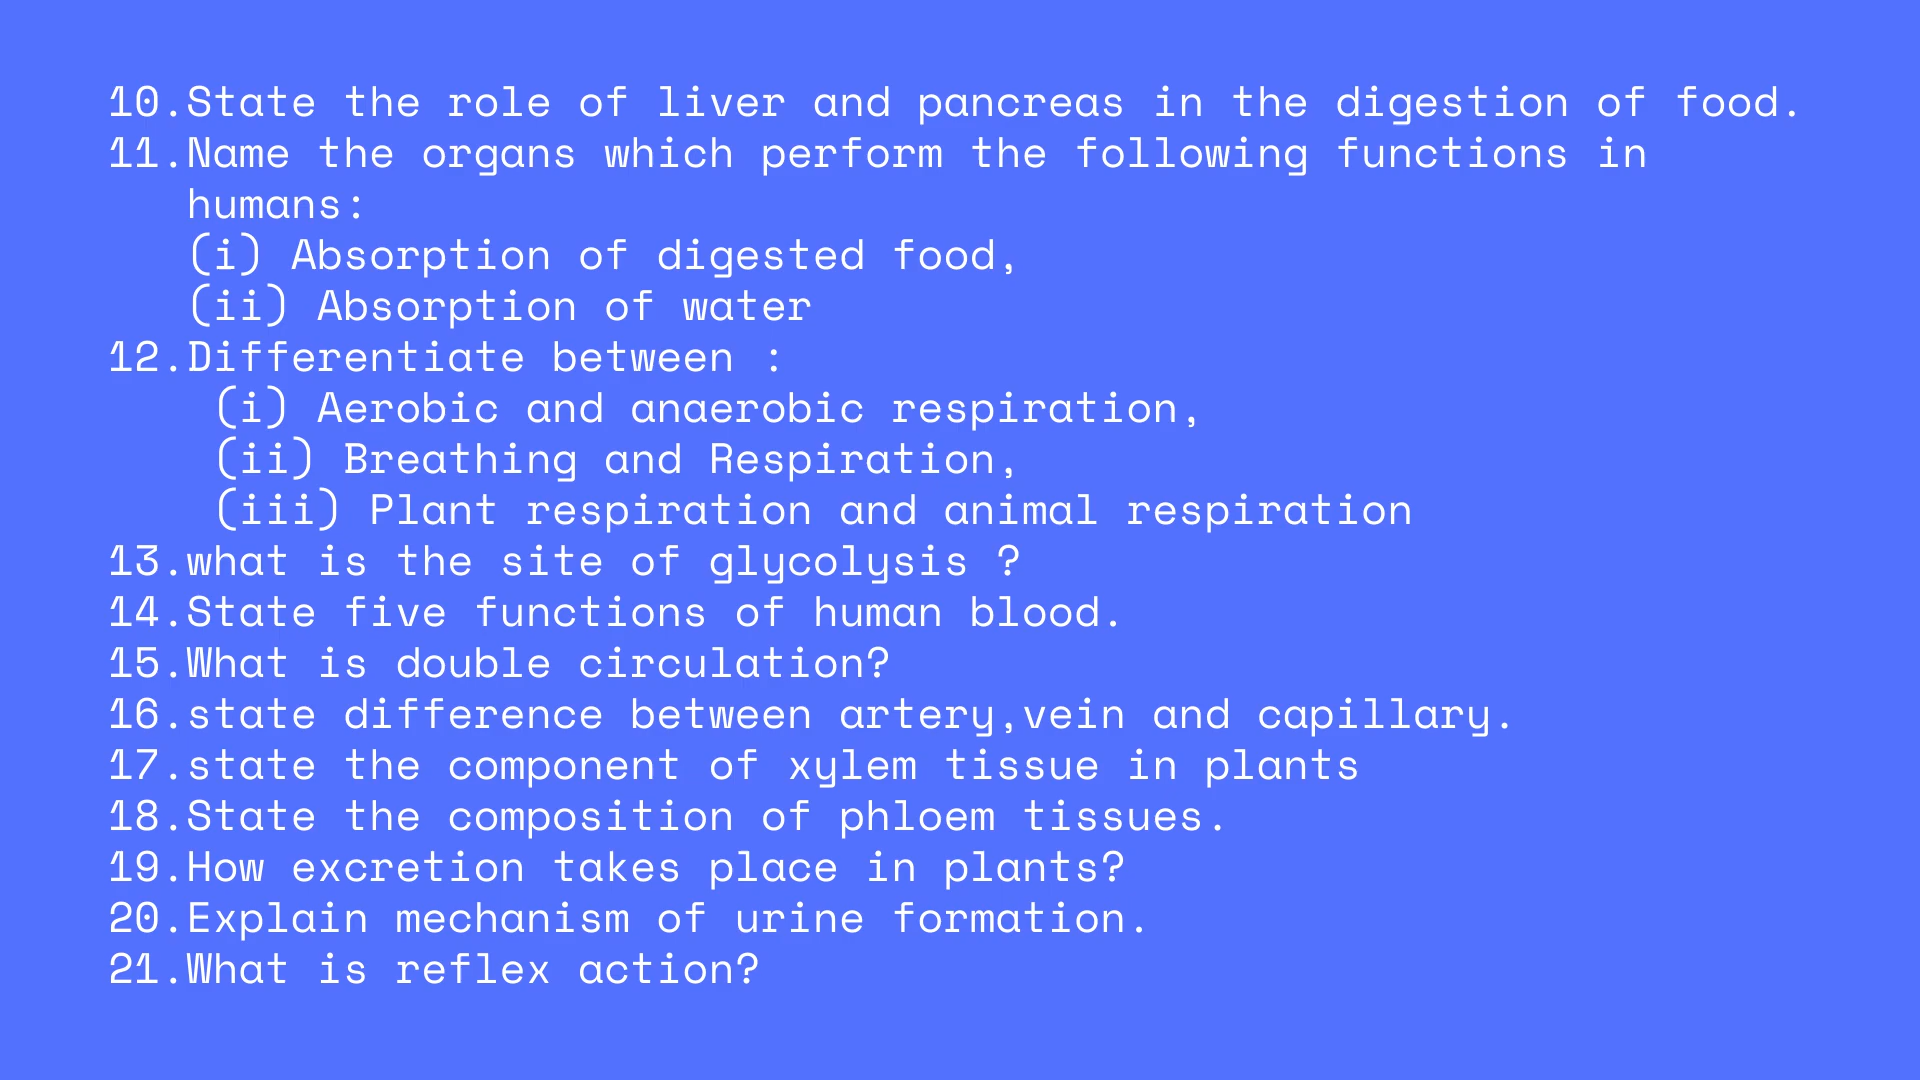 10.State the role of liver and pancreas in the digestion of food.
11.Name the organs which perform the following functions in
humans:
(i) Absorption of digested food,
(ii) Absorption of water
12.Differentiate between :
(i) Aerobic and anaerobic respiration,
(ii) Breathing and Respiration,
(iii) Plant respiration and animal respiration
13.what is the site of glycolysis ?
14.State five functions of human blood.
15.What is double circulation?
16.state difference between artery,vein and capillary.
17.state the component of xylem tissue in plants
18.State the composition of phloem tissues.
19.How excretion takes place in plants?
20.Explain mechanism of urine formation.
21.What is reflex action?